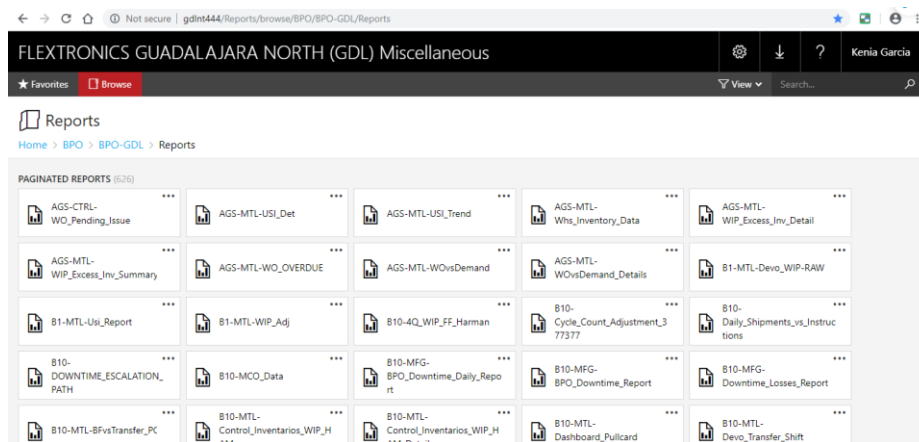 Not secure | gdlnt444/Reports/browse/BPO/BPO-GDL/Reports
FLEXTRONICS GUADALAJARA NORTH (GDL) Miscellaneous
? Kenia Garcia
Favorites Browse View Search...
Reports
Home > BPO > BPO-GDL > Reports
PAGINATED REPORTS (626)
AGS-CTRL-
WO_Pending_Issue
AGS-MTL-USI_Det
AGS-MTL-USI_Trend
AGS-MTL-
Whs_Inventory_Data
AGS-MTL-
WIP_Excess_Inv_Detail
AGS-MTL-
WIP_Excess_Inv_Summary
AGS-MTL-WO_OVERDUE
AGS-MTL-WOvsDemand
AGS-MTL-
WOvsDemand_Details
B1-MTL-Devo_WIP-RAW
B1-MTL-Usi_Report
B1-MTL-WIP_Adj
B10-4Q_WIP_FF_Harman
B10-
Cycle_Count_Adjustment_3
77377
B10-
Daily_Shipments_vs_Instruc
tions
B10-
DOWNTIME_ESCALATION_
PATH
B10-MCO_Data
B10-MFG-
BPO_Downtime_Daily_Repo
rt
B10-MFG-
BPO_Downtime_Report
B10-MFG-
Downtime_Losses_Report
B10-MTL-BFvsTransfer_PC
B10-MTL-
Control_Inventarios_WIP_H
B10-MTL-
Control_Inventarios_WIP_H
B10-MTL-
Dashboard_Pullcard
B10-MTL-
Devo_Transfer_Shift